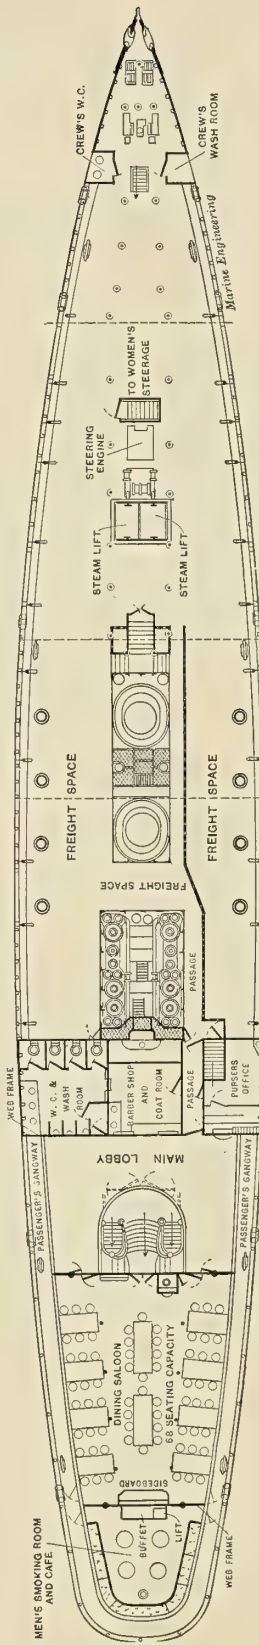 CREW'S W.C.
CREW'S
WASH ROOM
Marine Engineering
TO WOMEN'S
STEERAGE
STEERING
ENGINE
STEAM LIFT
STEAM LIFT
FREIGHT SPACE
FREIGHT SPACE
FREIGHT SPACE
PASSAGE
WEB FRAME
W. C. &
WASH
ROOM
BARBER SHOP
AND
COAT ROOM
PASSAGE
PURSERS
OFFICE
PASSENGER'S GANGWAY
MAIN LOBBY
PASSENGER'S GANGWAY
DINING SALOON
68 SEATING CAPACITY
SIDEBOARD
MEN'S SMOKING ROOM
AND CAFE
BUFFET
LIFT
WEB FRAME